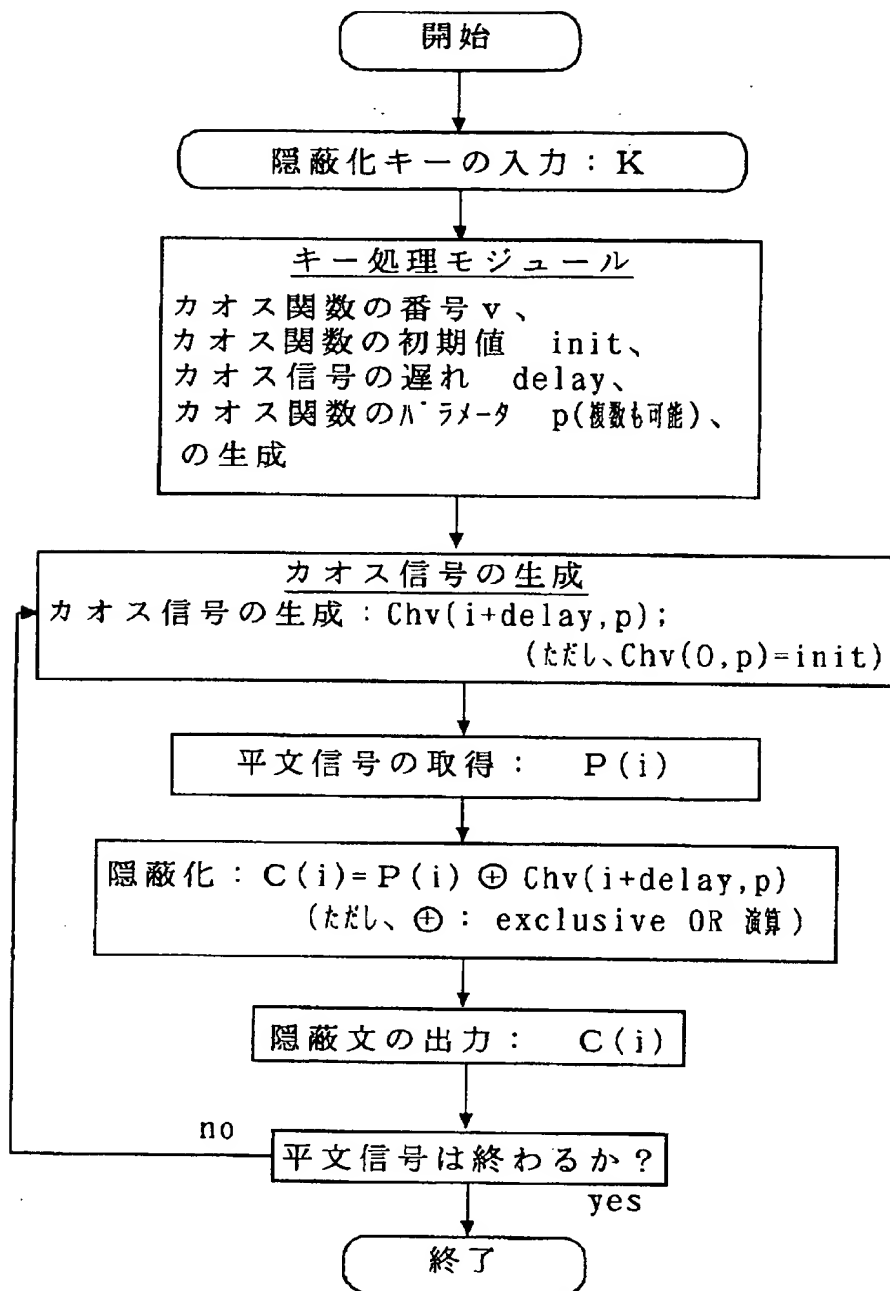 開始
隠蔽化キーの入力：K
キー処理モジュール
カオス関数の番号v、
カオス関数の初期値 init、
カオス信号の遅れ delay、
カオス関数のパラメータ p(複数も可能)、
の生成
カオス信号の生成
カオス信号の生成：Chv(i+delay,p);
(ただし、Chv(0,p)=init)
平文信号の取得： P(i)
隠蔽化：C(i)=P(i)⊕Chv(i+delay,p)
(ただし、⊕：exclusive OR 演算)
隠蔽文の出力： C(i)
no
平文信号は終わるか？
yes
終了